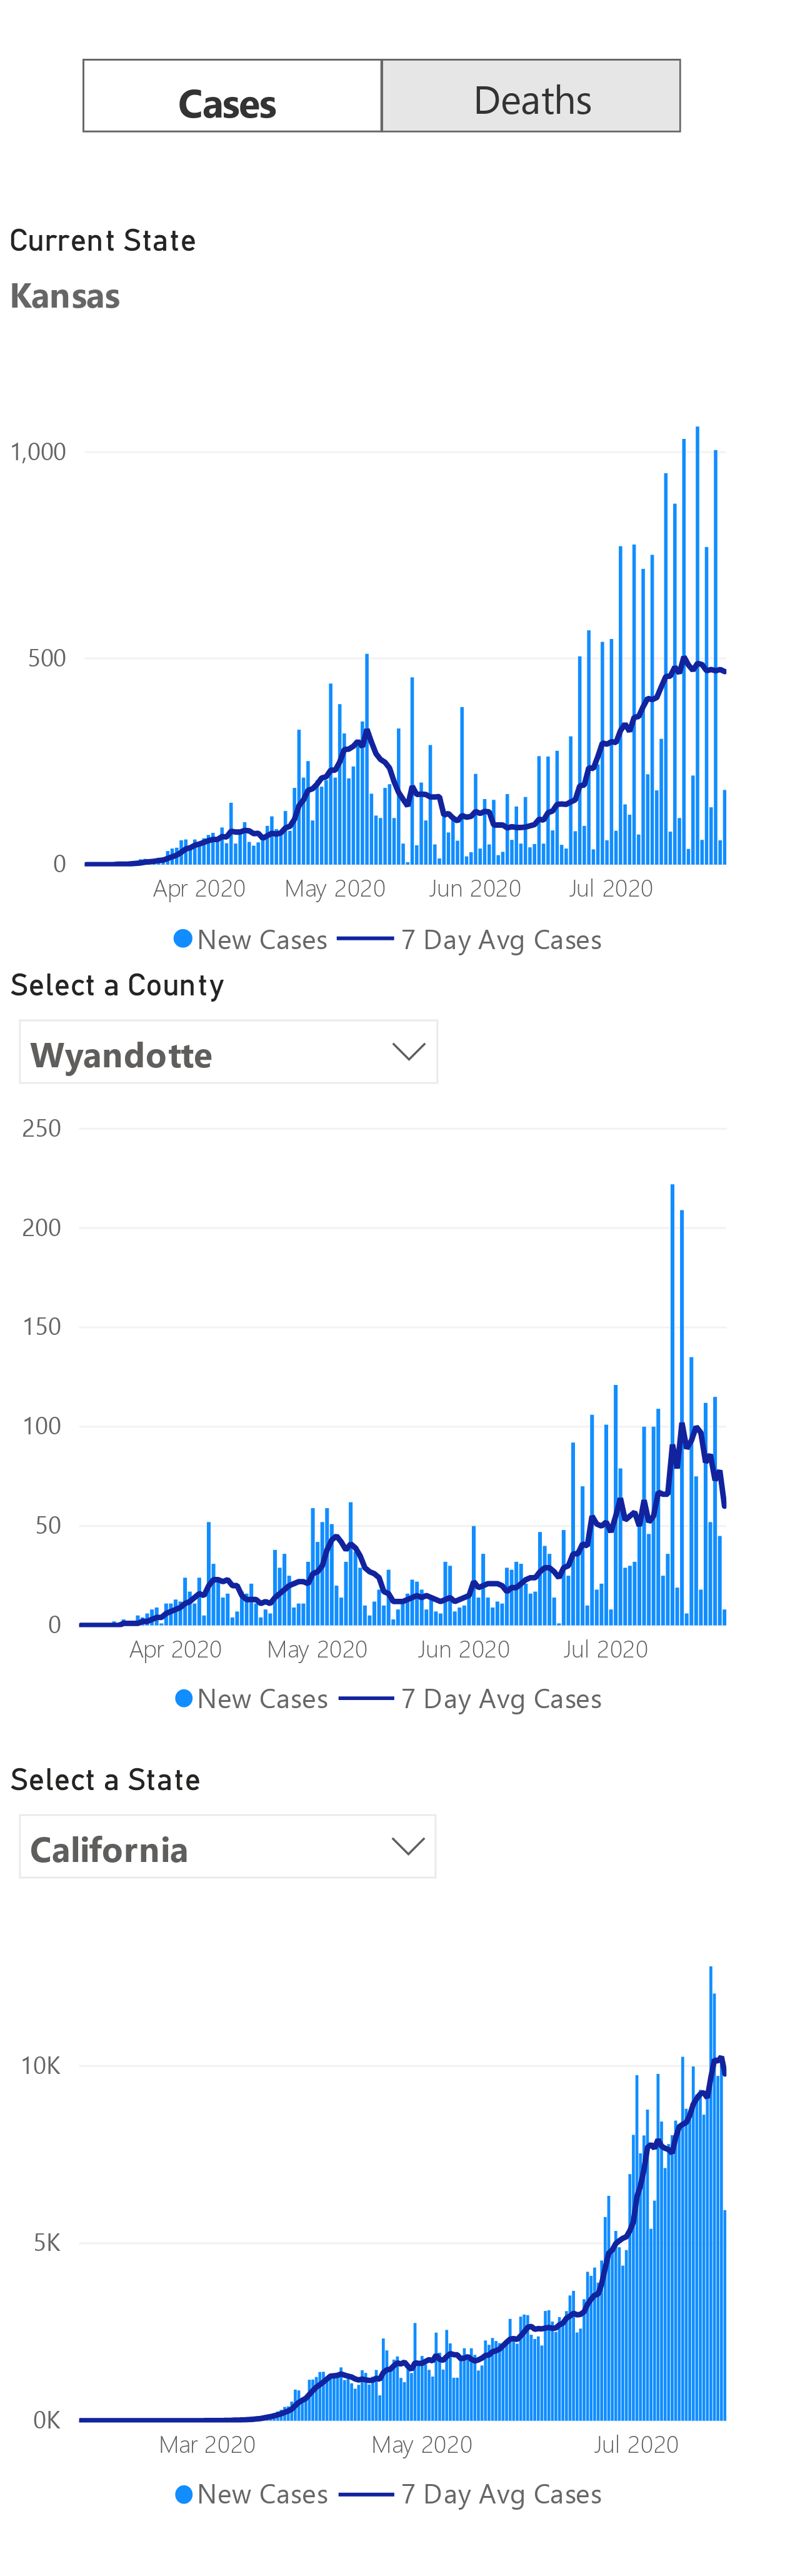 Cases Deaths
Current State
Kansas
1,000
500
0
Apr 2020 May 2020 Jun 2020 Jul 2020
New Cases 7 Day Avg Cases
Select a County
Wyandotte
250
200
150
100
50
0
Apr 2020 May 2020 Jun 2020 Jul 2020
New Cases 7 Day Avg Cases
Select a State
California
10K
5K
0K
Mar 2020 May 2020 Jul 2020
New Cases 7 Day Avg Cases